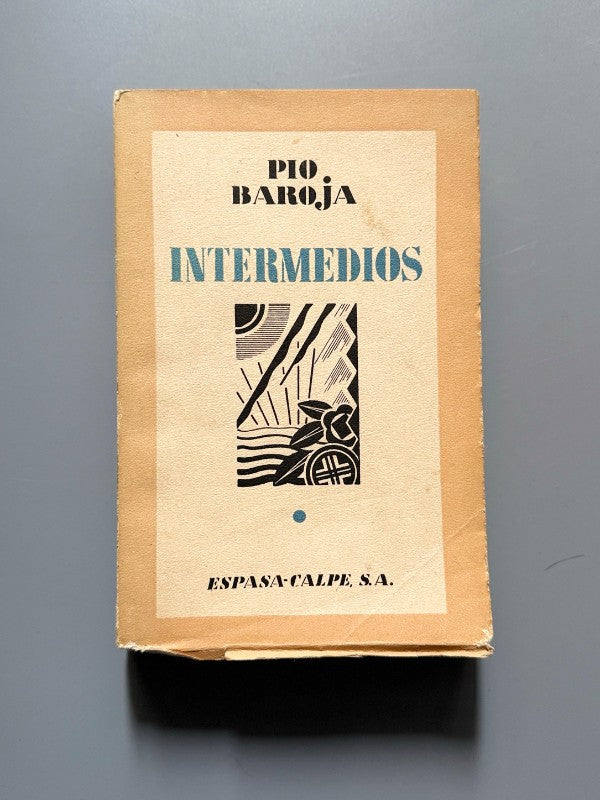 PIO
BAROjA
INTERMEDIOS
ESPASA-CALPE, S.A.